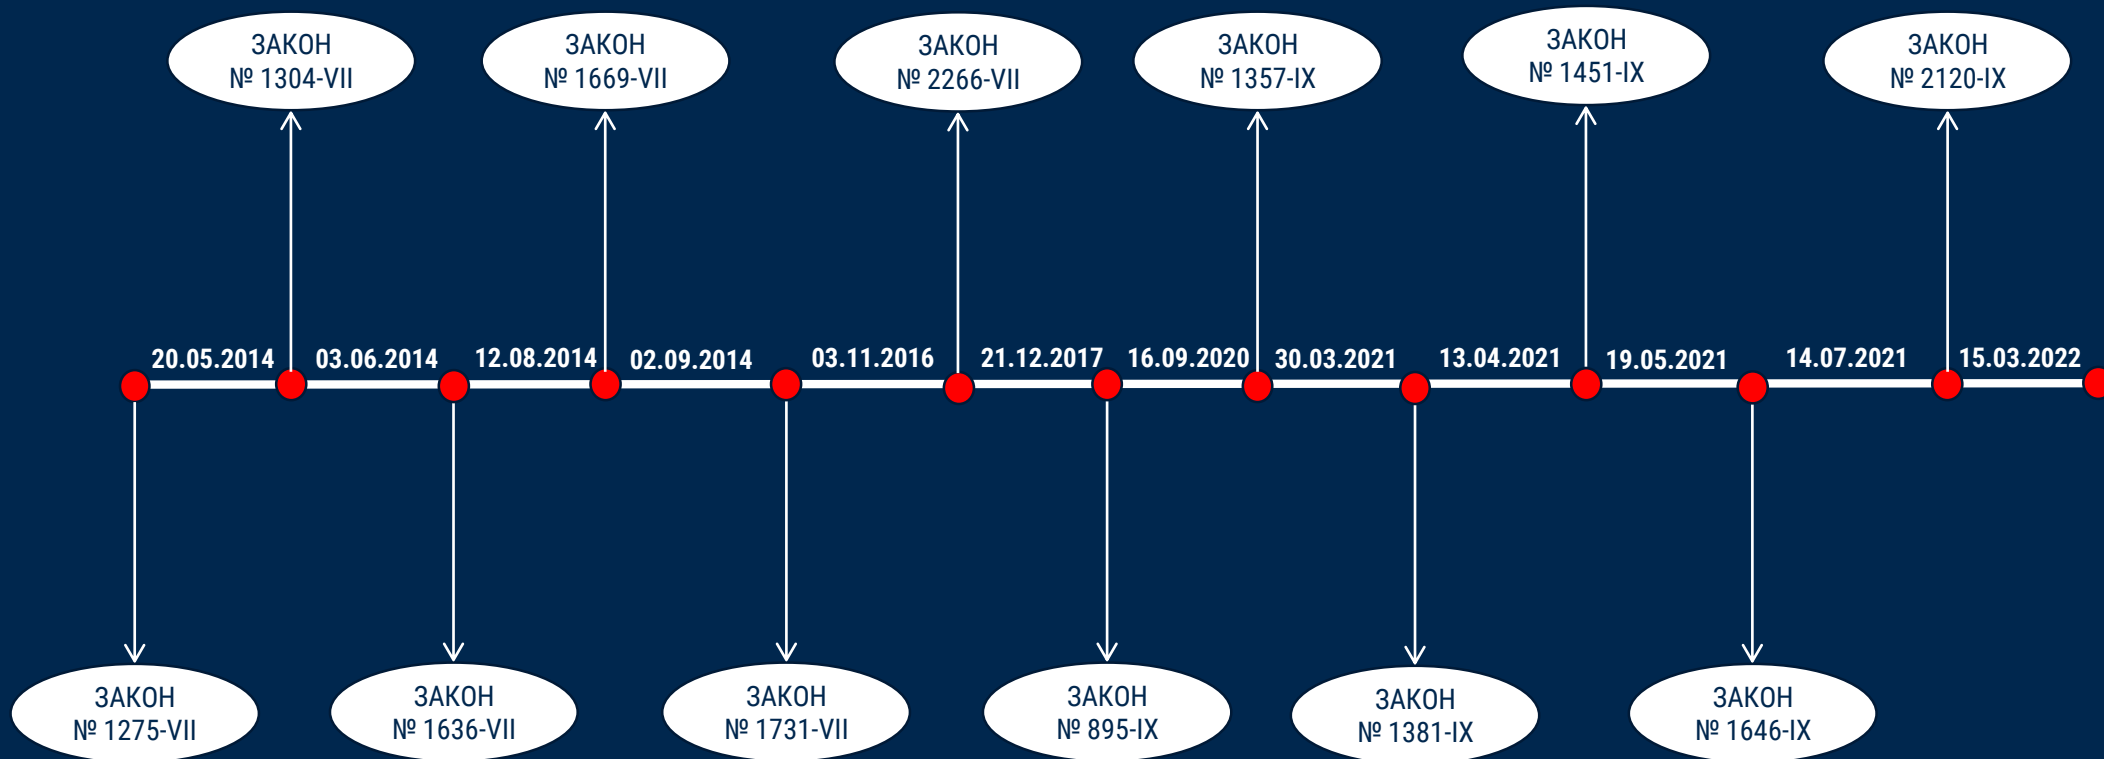 ЗАКОН
№ 1304-VII
ЗАКОН
№ 1669-VII
ЗАКОН
№ 2266-VII
ЗАКОН
№ 1357-IX
ЗАКОН
№ 1451-IX
ЗАКОН
№ 2120-IX
20.05.2014
03.06.2014
12.08.2014
02.09.2014
03.11.2016
21.12.2017
16.09.2020
30.03.2021
13.04.2021
19.05.2021
14.07.2021
15.03.2022
ЗАКОН
№ 1275-VII
ЗАКОН
№ 1636-VII
ЗАКОН
№ 1731-VII
ЗАКОН
№ 895-IX
ЗАКОН
№ 1381-IX
ЗАКОН
№ 1646-IX